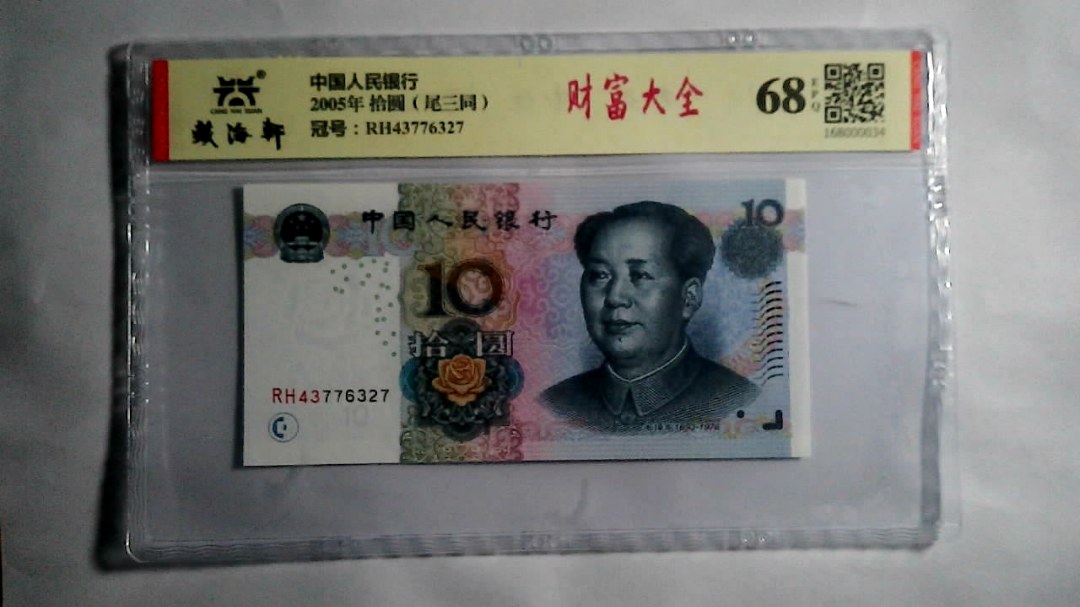 中国人民银行
2005年 拾圆（尾三同）
冠号：RH43776327
藏海轩
财富大全
68
EPQ
168000034
中国人民银行
10
10
拾圆
RH43776327